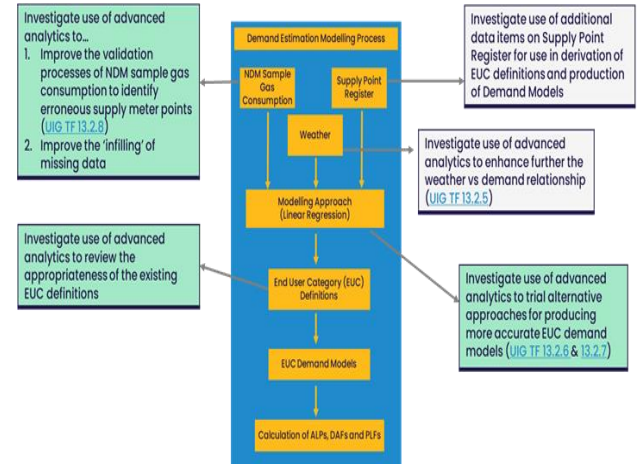 Investigate use of advanced
analytics to…
1. Improve the validation
processes of NDM sample gas
consumption to identify
erroneous supply meter points
(UIG TF 13.2.8)
2. Improve the ‘infilling’ of
missing data
Investigate use of advanced
analytics to review the
appropriateness of the existing
EUC definitions
Demand Estimation Modelling Process
NDM Sample
Gas
Consumption
Supply Point
Register
Weather
Modelling Approach
(Linear Regression)
End User Category (EUC)
Definitions
EUC Demand Models
Calculation of ALPs, DAFs and PLFs
Investigate use of additional
data items on Supply Point
Register for use in derivation of
EUC definitions and production
of Demand Models
Investigate use of advanced
analytics to enhance further the
weather vs demand relationship
(UIG TF 13.2.5)
Investigate use of advanced
analytics to trial alternative
approaches for producing
more accurate EUC demand
models (UIG TF 13.2.6 & 13.2.7)